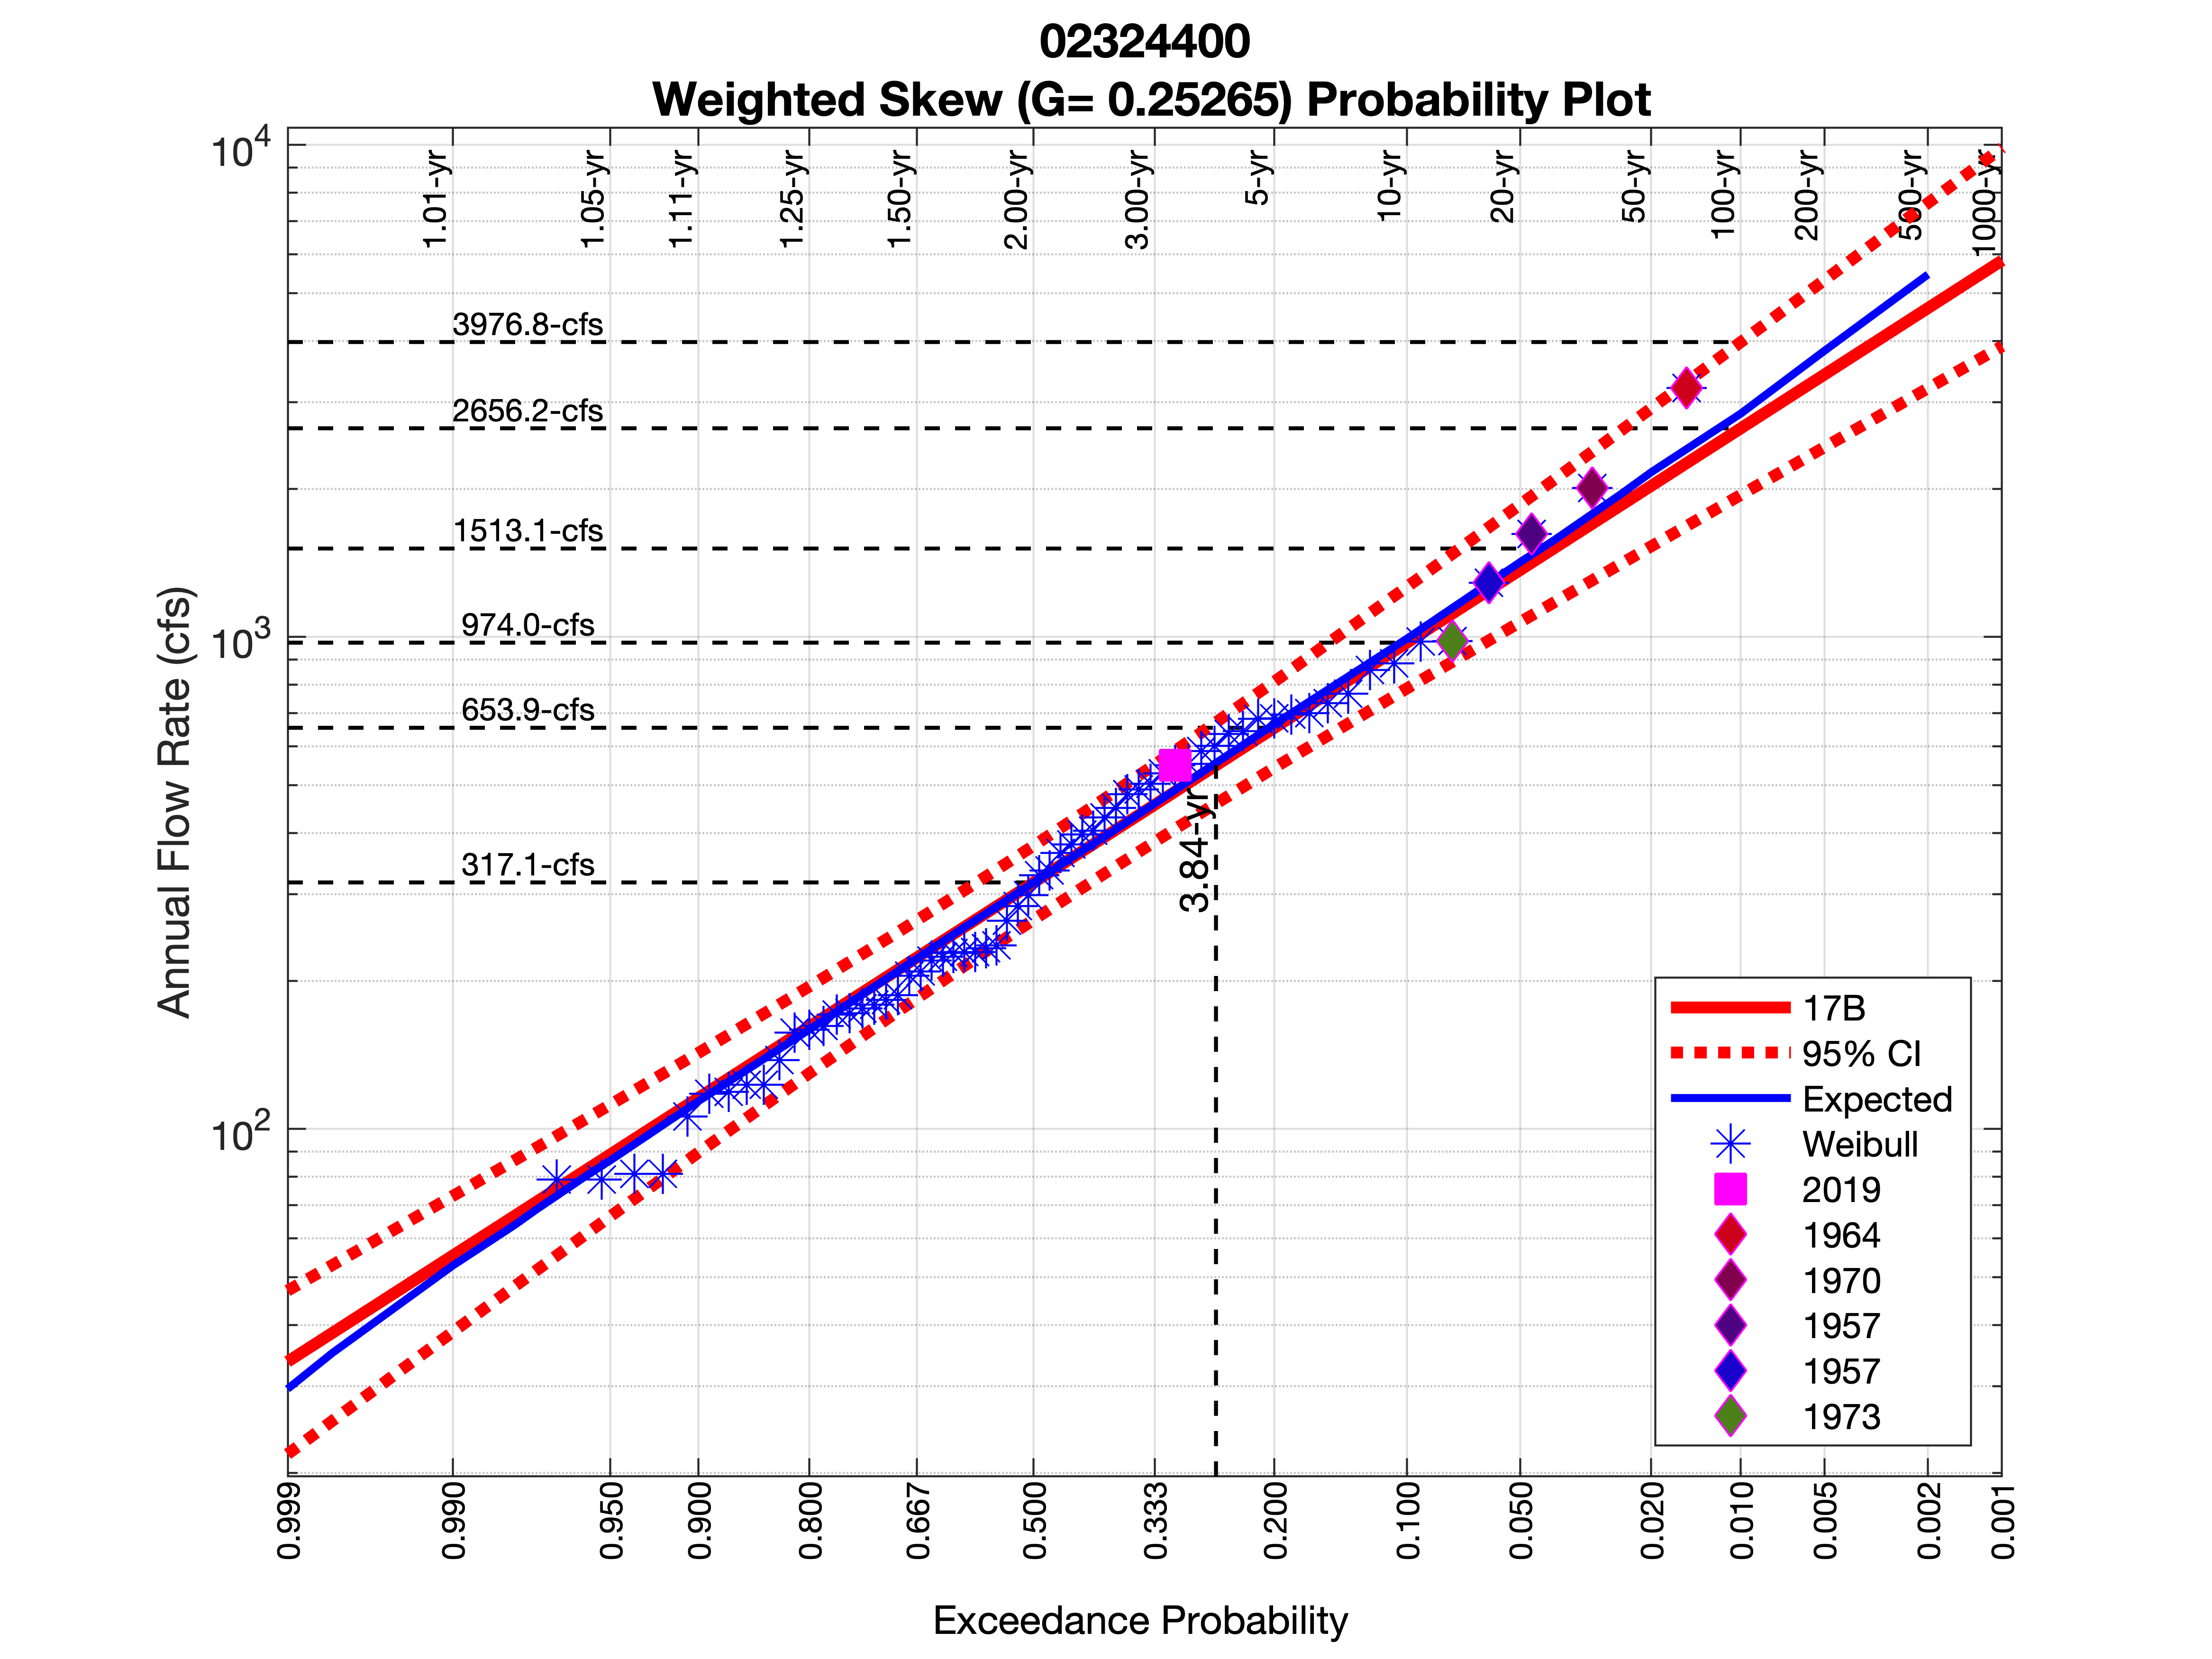 02324400
Weighted Skew (G= 0.25265) Probability Plot
10^4
10^3
10^2
Annual Flow Rate (cfs)
1.01-yr
1.05-yr
1.11-yr
1.25-yr
1.50-yr
2.00-yr
3.00-yr
5-yr
10-yr
20-yr
50-yr
100-yr
200-yr
500-yr
1000-yr
3976.8-cfs
2656.2-cfs
1513.1-cfs
974.0-cfs
653.9-cfs
317.1-cfs
3.84-yr
17B
95% CI
Expected
Weibull
2019
1964
1970
1957
1957
1973
0.999
0.990
0.950
0.900
0.800
0.667
0.500
0.333
0.200
0.100
0.050
0.020
0.010
0.005
0.002
0.001
Exceedance Probability